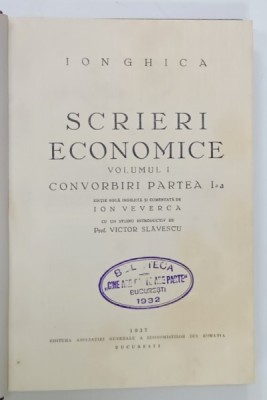 ION GHICA
SCRIERI
ECONOMICE
VOLUMUL I
CONVORBIRI PARTEA I-a
EDIȚIE NOUĂ ÎNGRIJITĂ ȘI COMENTATĂ DE
ION VEVERCA
CU UN STUDIU INTRODUCTIV DE
Prof. VICTOR SLĂVESCU
BUCUREȘTI
1932
1937
EDITURA ASOCIAȚIEI GENERALE A ECONOMIȘTILOR DIN ROMÂNIA
BUCUREȘTI